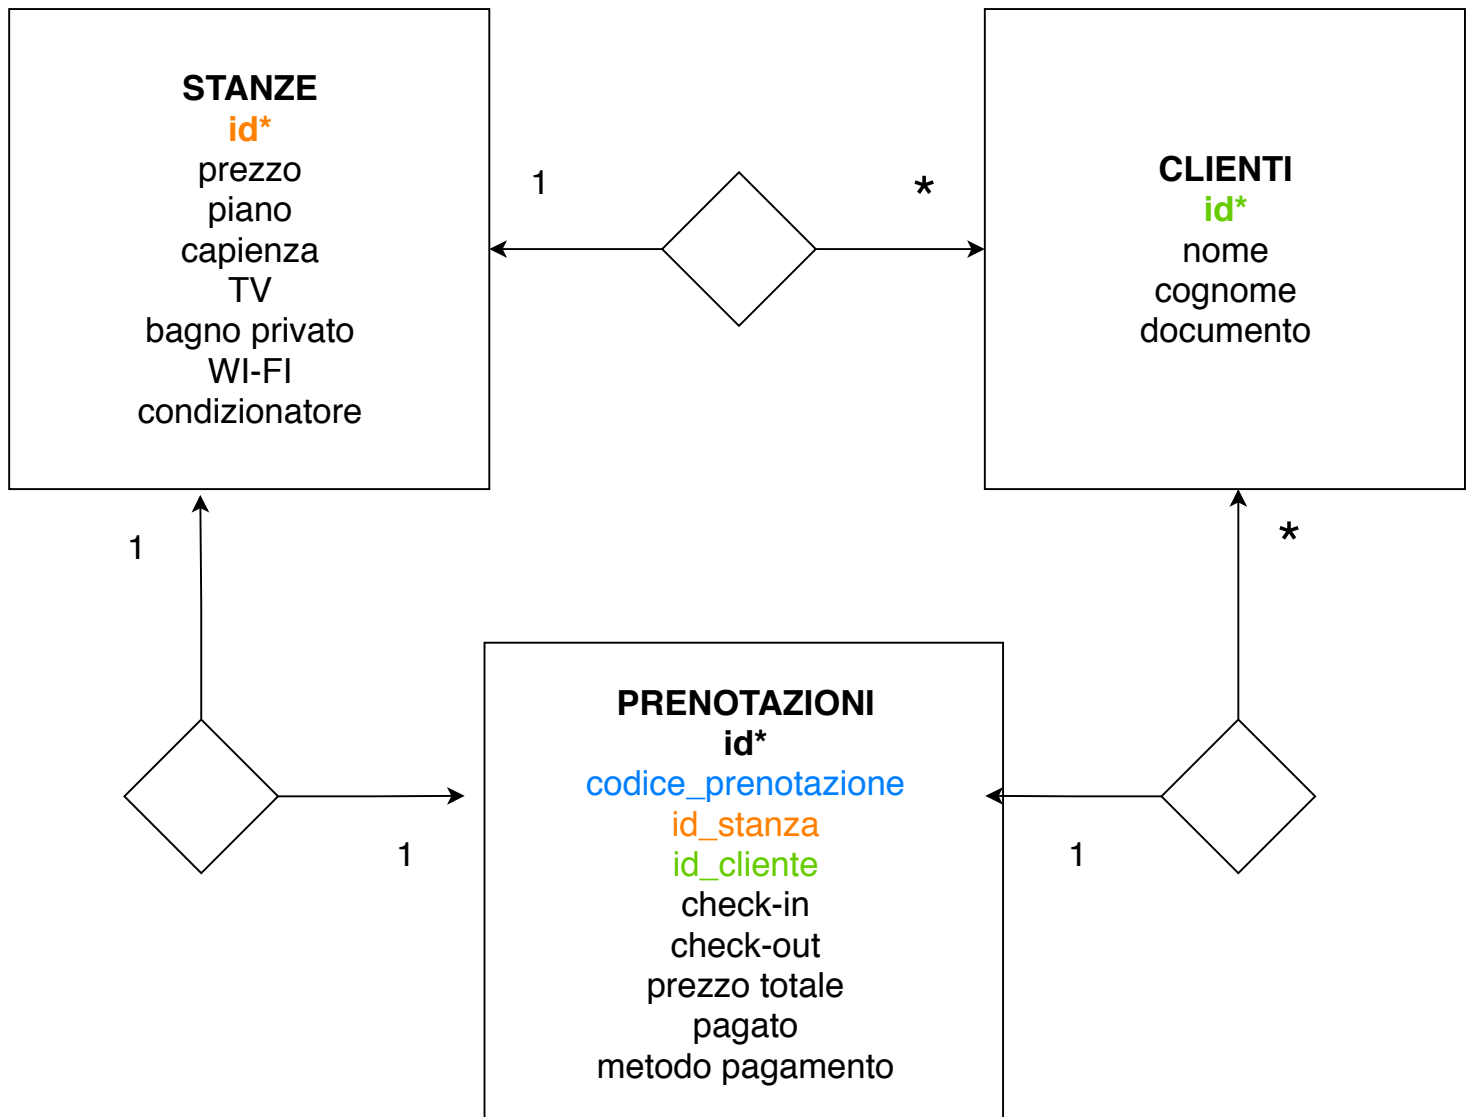 STANZE
id*
prezzo
piano
capienza
TV
bagno privato
WI-FI
condizionatore
1
*
CLIENTI
id*
nome
cognome
documento
1
*
PRENOTAZIONI
id*
codice_prenotazione
id_stanza
id_cliente
check-in
check-out
prezzo totale
pagato
metodo pagamento
1
1